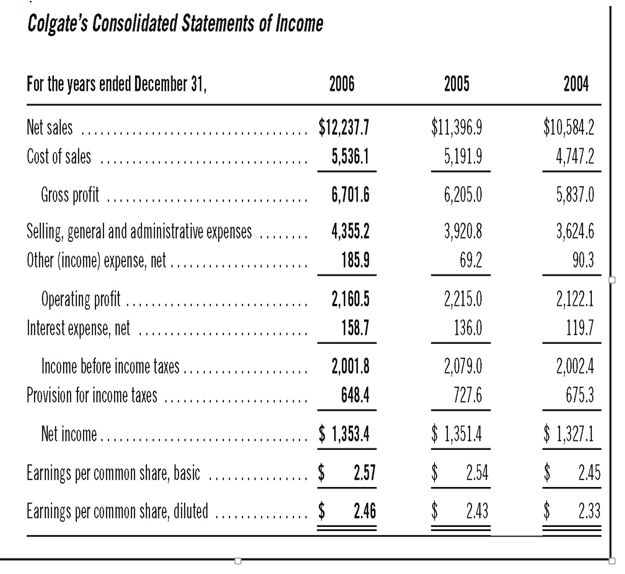 Colgate's Consolidated Statements of Income
For the years ended December 31, 2006 2005 2004
Net sales .................................... $12,237.7 $11,396.9 $10,584.2
Cost of sales ................................. 5,536.1 5,191.9 4,747.2
Gross profit ................................ 6,701.6 6,205.0 5,837.0
Selling, general and administrative expenses ........ 4,355.2 3,920.8 3,624.6
Other (income) expense, net ...................... 185.9 69.2 90.3
Operating profit ............................. 2,160.5 2,215.0 2,122.1
Interest expense, net ........................... 158.7 136.0 119.7
Income before income taxes .................... 2,001.8 2,079.0 2,002.4
Provision for income taxes ....................... 648.4 727.6 675.3
Net income ................................. $ 1,353.4 $ 1,351.4 $ 1,327.1
Earnings per common share, basic ................ $ 2.57 $ 2.54 $ 2.45
Earnings per common share, diluted ............... $ 2.46 $ 2.43 $ 2.33